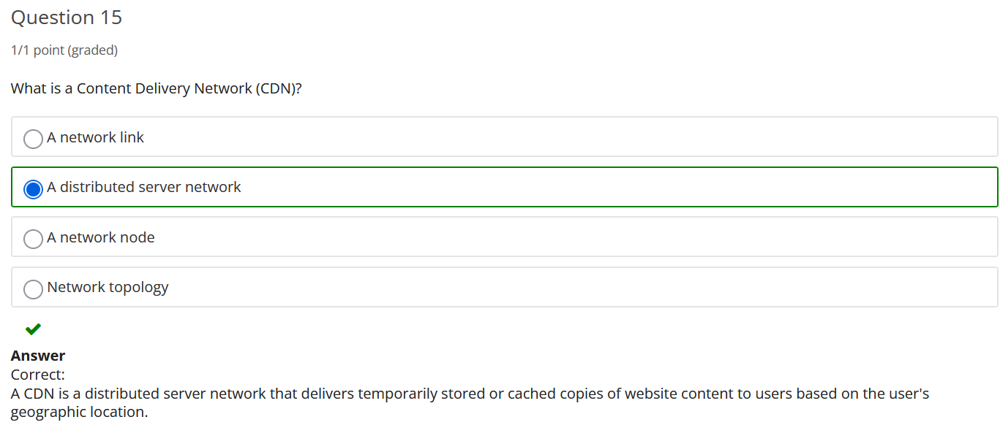 Question 15
1/1 point (graded)
What is a Content Delivery Network (CDN)?
A network link
A distributed server network
A network node
Network topology
Answer
Correct:
A CDN is a distributed server network that delivers temporarily stored or cached copies of website content to users based on the user's
geographic location.